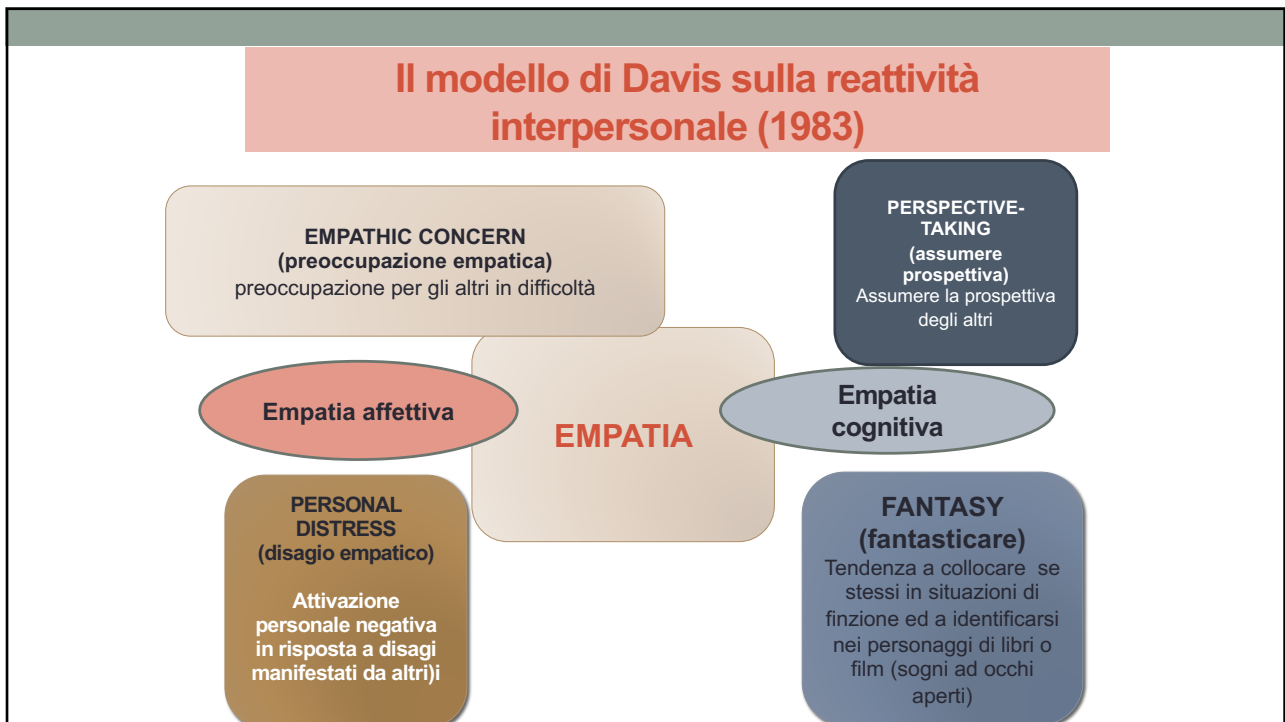 Il modello di Davis sulla reattività
interpersonale (1983)
EMPATHIC CONCERN
(preoccupazione empatica)
preoccupazione per gli altri in difficoltà
PERSPECTIVE-
TAKING
(assumere
prospettiva)
Assumere la prospettiva
degli altri
Empatia affettiva
EMPATIA
Empatia
cognitiva
PERSONAL
DISTRESS
(disagio empatico)
Attivazione
personale negativa
in risposta a disagi
manifestati da altri)i
FANTASY
(fantasticare)
Tendenza a collocare  se
stessi in situazioni di
finzione ed a identificarsi
nei personaggi di libri o
film (sogni ad occhi
aperti)